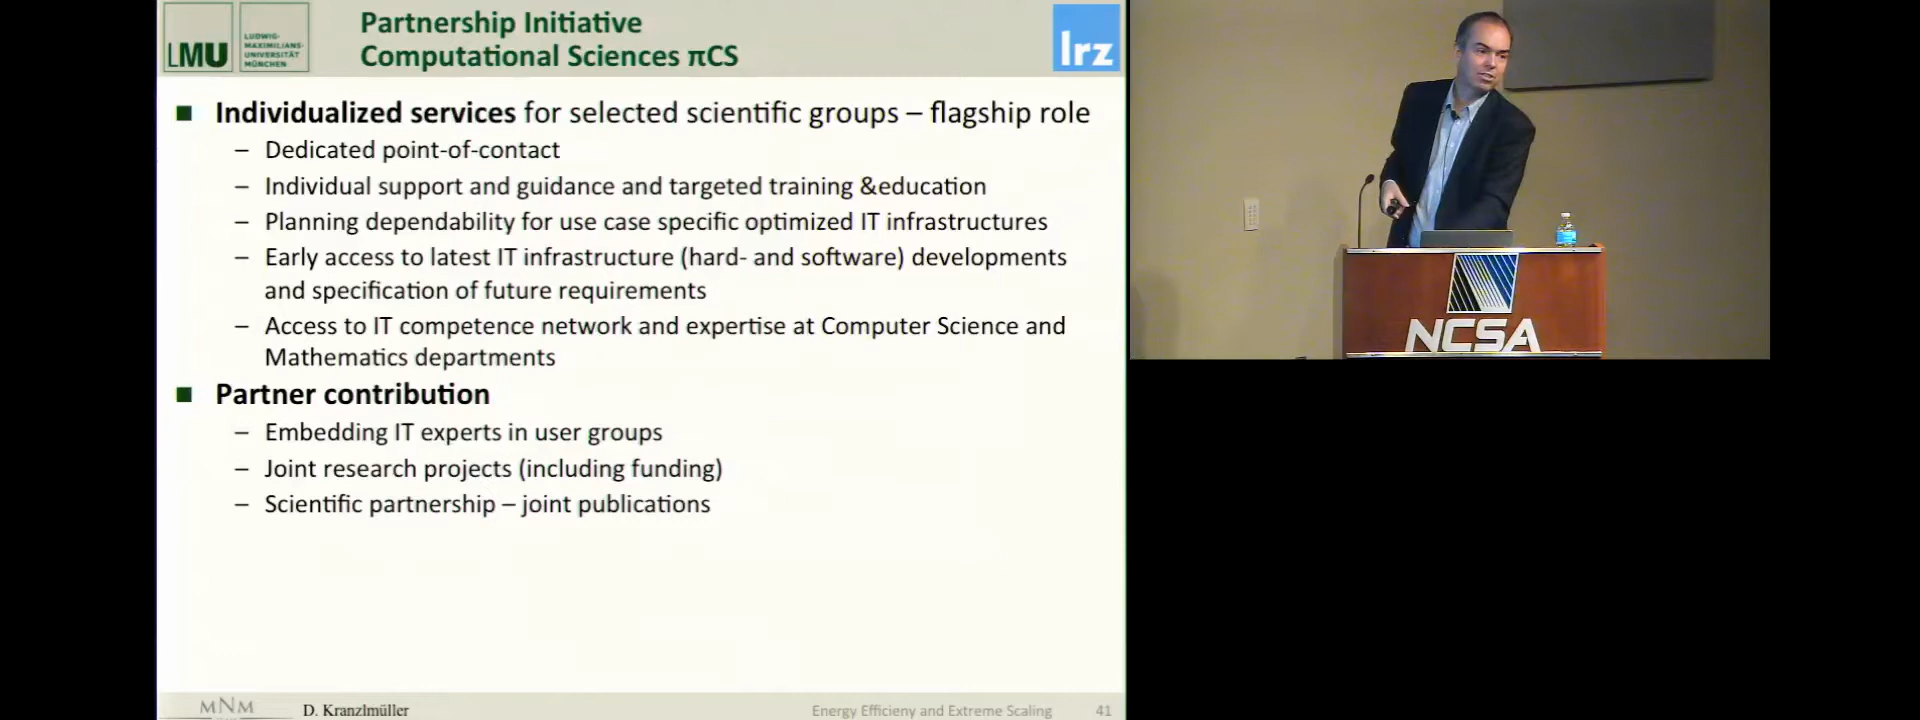 LMU
LUDWIG-
MAXIMILIANS-
UNIVERSITÄT
MÜNCHEN
Partnership Initiative
Computational Sciences πCS
lrz
Individualized services for selected scientific groups – flagship role
– Dedicated point-of-contact
– Individual support and guidance and targeted training &education
– Planning dependability for use case specific optimized IT infrastructures
– Early access to latest IT infrastructure (hard- and software) developments
and specification of future requirements
– Access to IT competence network and expertise at Computer Science and
Mathematics departments
Partner contribution
– Embedding IT experts in user groups
– Joint research projects (including funding)
– Scientific partnership – joint publications
MNM
D. Kranzlmüller
Energy Efficieny and Extreme Scaling
41
NCSA